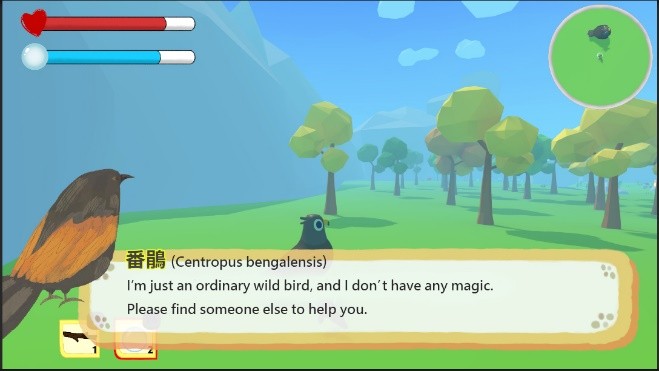 番鵑 (Centropus bengalensis)
I'm just an ordinary wild bird, and I don't have any magic.
Please find someone else to help you.
1
2